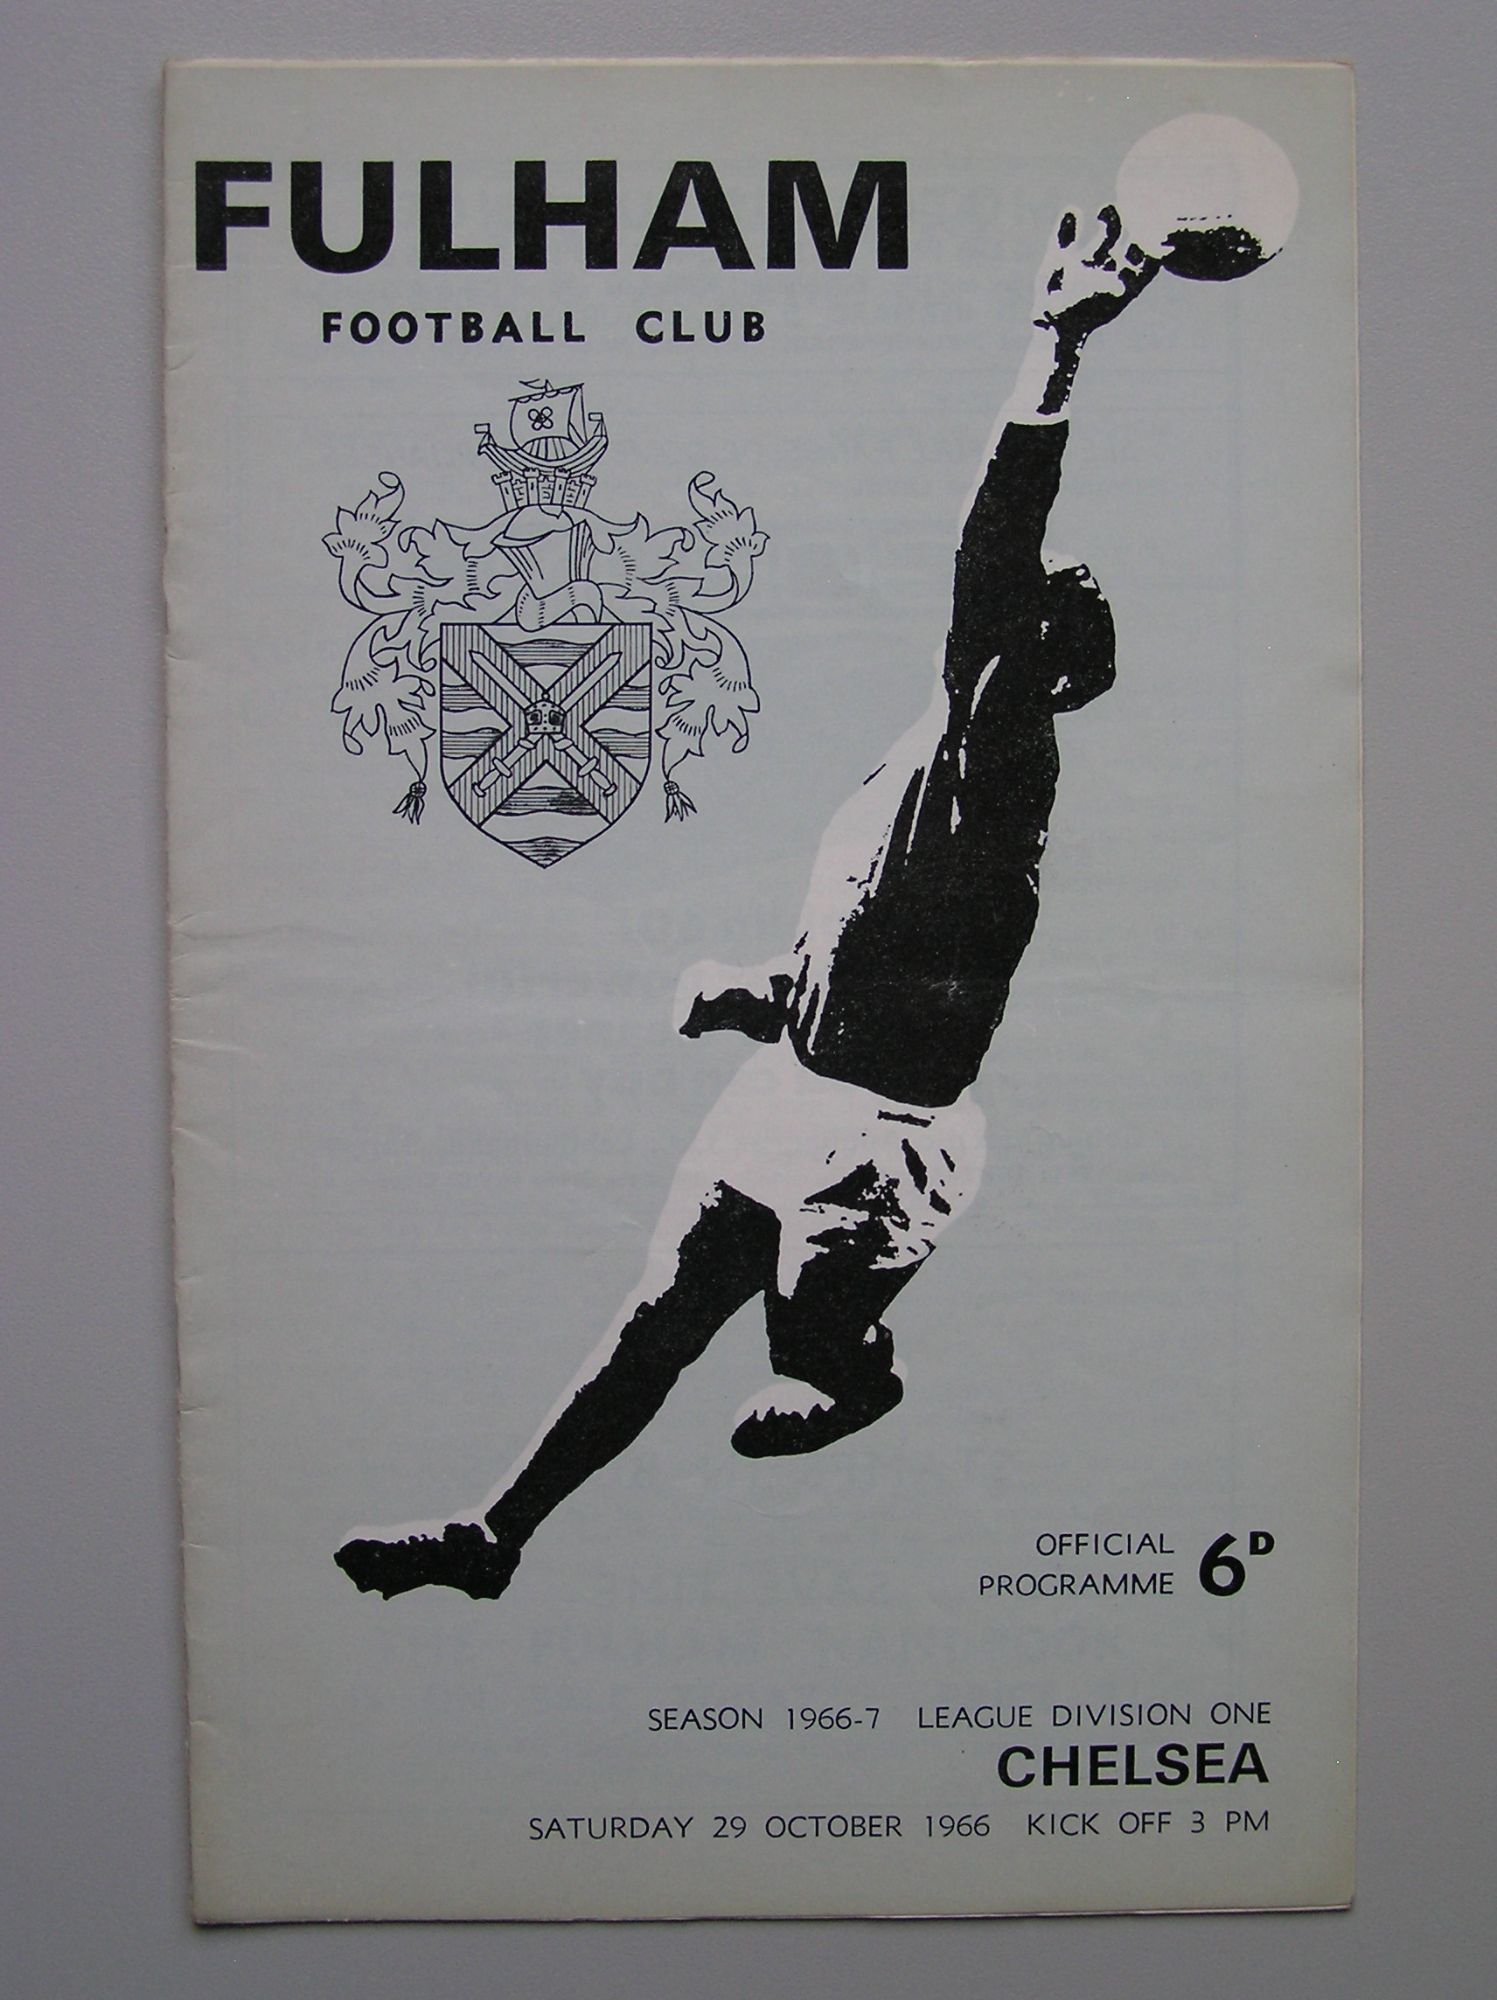 FULHAM
FOOTBALL CLUB
OFFICIAL
PROGRAMME 6D
SEASON 1966-7 LEAGUE DIVISION ONE
CHELSEA
SATURDAY 29 OCTOBER 1966 KICK OFF 3 PM